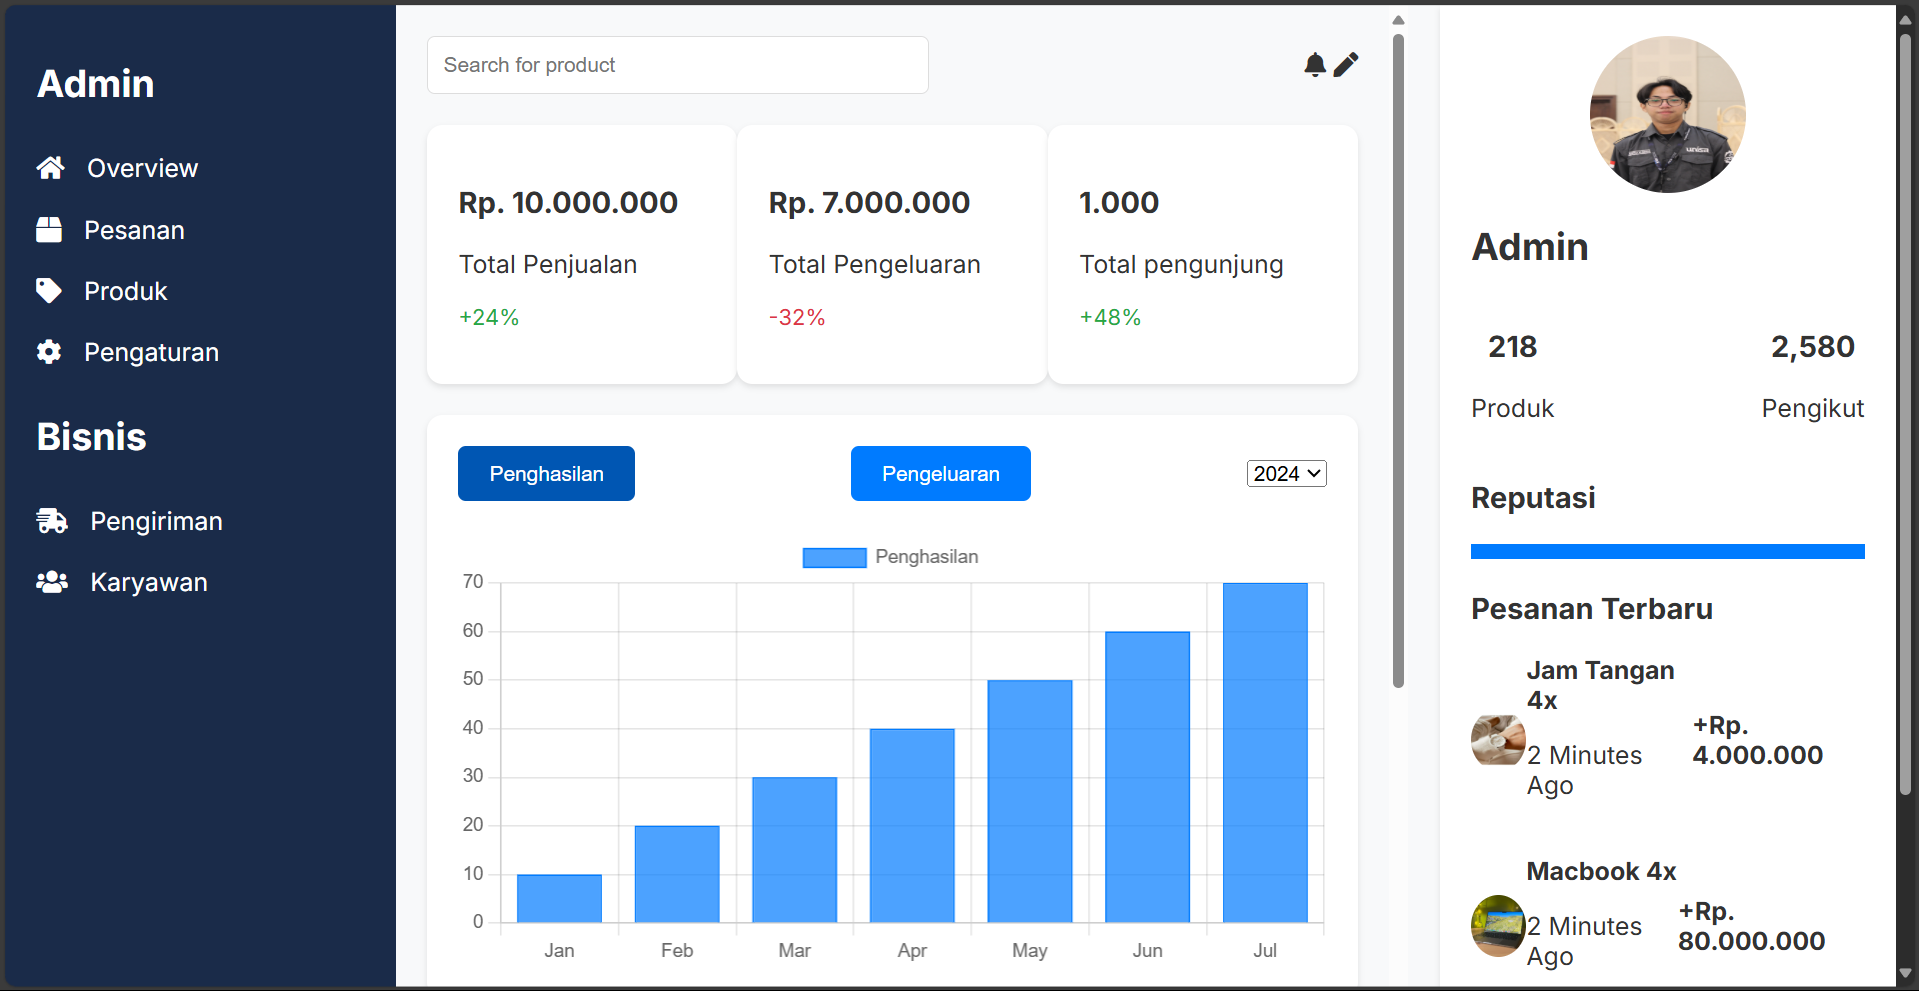 Admin
Overview
Pesanan
Produk
Pengaturan
Bisnis
Pengiriman
Karyawan
Search for product
Rp. 10.000.000
Total Penjualan
+24%
Rp. 7.000.000
Total Pengeluaran
-32%
1.000
Total pengunjung
+48%
Penghasilan
Pengeluaran
2024
Penghasilan
70
60
50
40
30
20
10
0
Jan
Feb
Mar
Apr
May
Jun
Jul
unisa
Admin
218
Produk
2,580
Pengikut
Reputasi
Pesanan Terbaru
Jam Tangan
4x
2 Minutes
Ago
+Rp.
4.000.000
Macbook 4x
2 Minutes
Ago
+Rp.
80.000.000